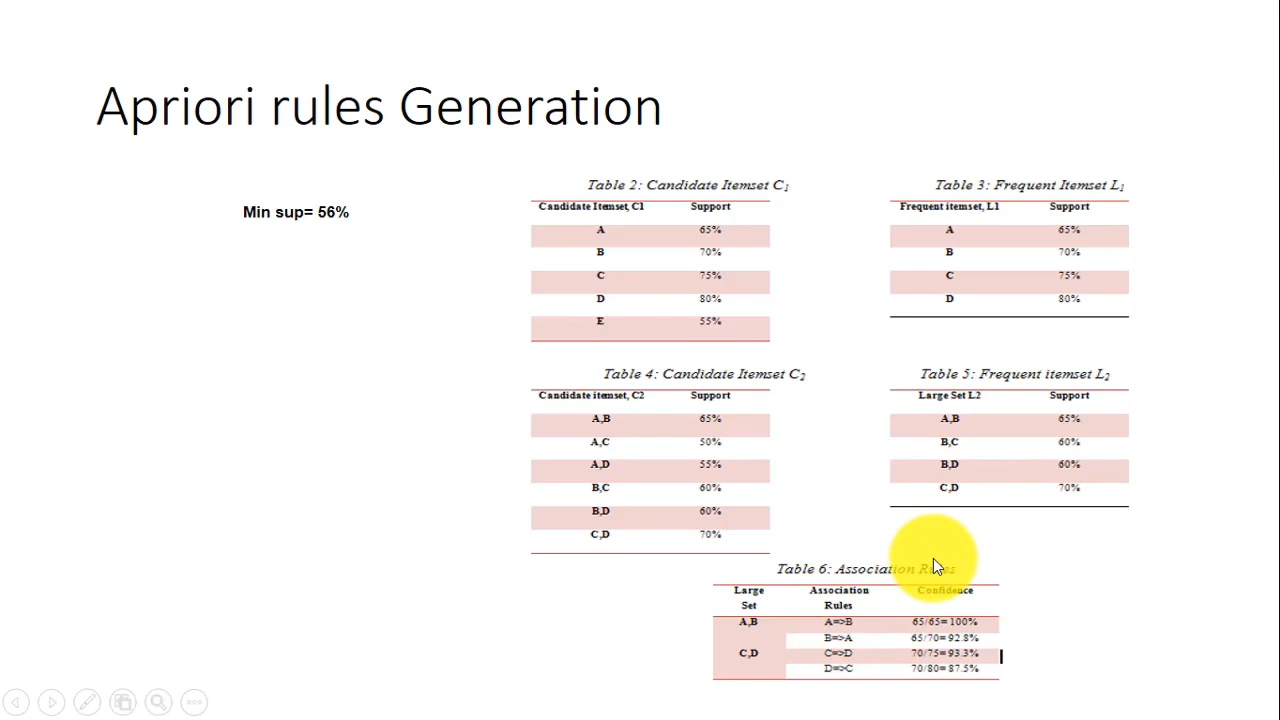 Apriori rules Generation
Min sup= 56%
Table 2: Candidate Itemset C1
Candidate Itemset, C1 Support
A 65%
B 70%
C 75%
D 80%
E 55%
Table 3: Frequent Itemset L1
Frequent itemset, L1 Support
A 65%
B 70%
C 75%
D 80%
Table 4: Candidate Itemset C2
Candidate itemset, C2 Support
A,B 65%
A,C 50%
A,D 55%
B,C 60%
B,D 60%
C,D 70%
Table 5: Frequent itemset L2
Large Set L2 Support
A,B 65%
B,C 60%
B,D 60%
C,D 70%
Table 6: Association Rules
Large Association Confidence
Set Rules
A,B A=>B 65/65= 100%
B=>A 65/70= 92.8%
C,D C=>D 70/75= 93.3%
D=>C 70/80= 87.5%